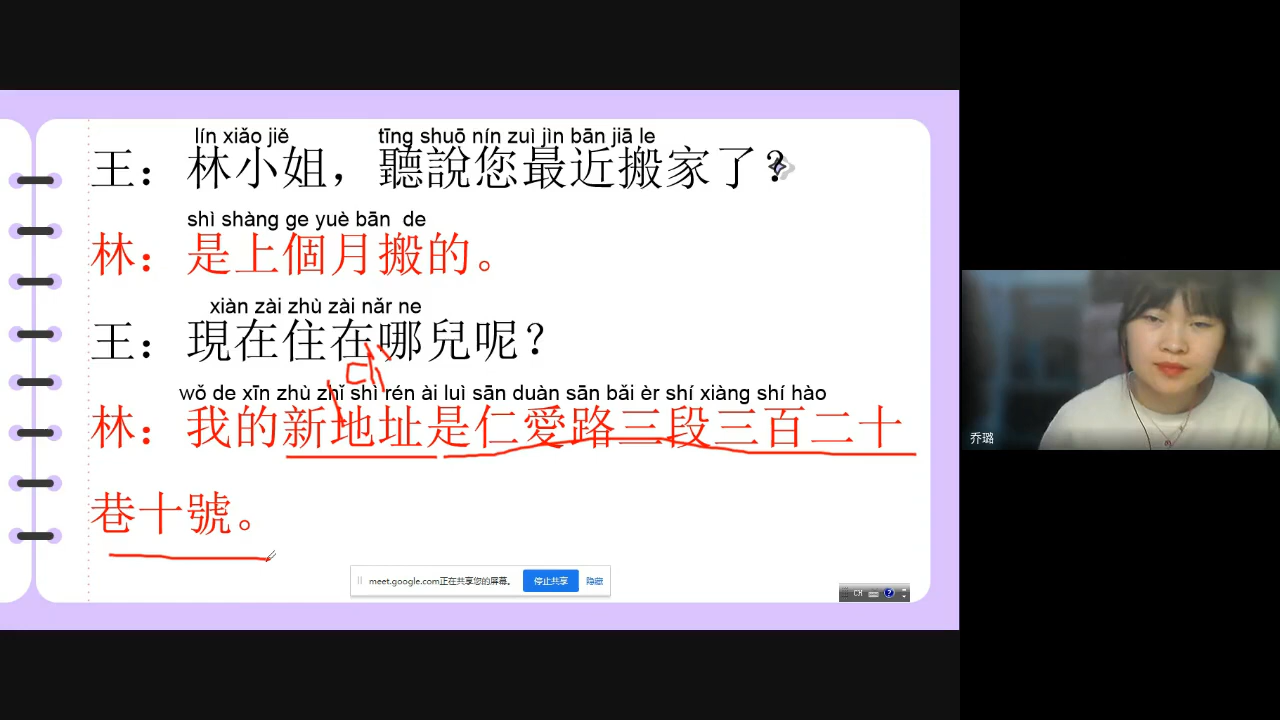 lín xiǎo jiě tīng shuō nín zuì jìn bān jiā le
王：林小姐，聽說您最近搬家了？
shì shàng ge yuè bān de
林：是上個月搬的。
xiàn zài zhù zài nǎr ne
王：現在住在哪兒呢？
ch
wǒ de xīn zhù zhǐ shì rén ài luì sān duàn sān bǎi èr shí xiàng shí hào
林：我的新地址是仁愛路三段三百二十
巷十號。
meet.google.com正在共享您的屏幕。 停止共享 隐藏
CH
乔璐